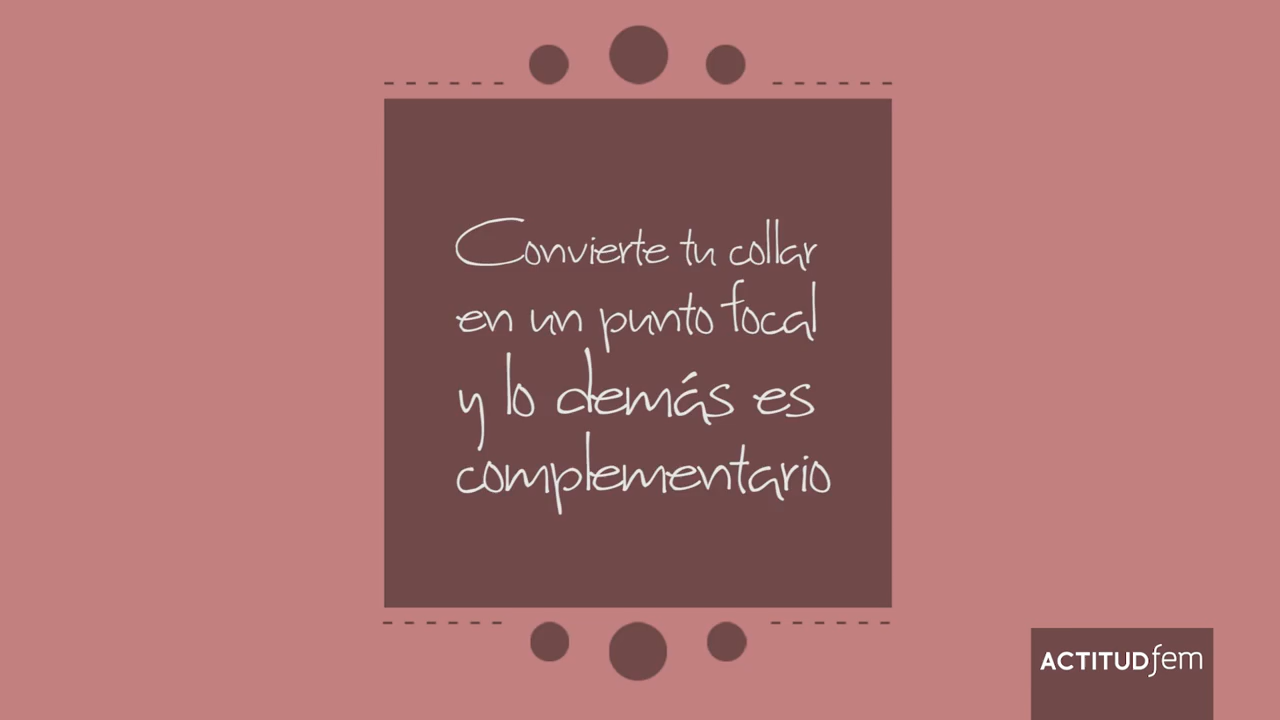 Convierte tu collar
en un punto focal
y lo demás es
complementario
ACTITUDfem